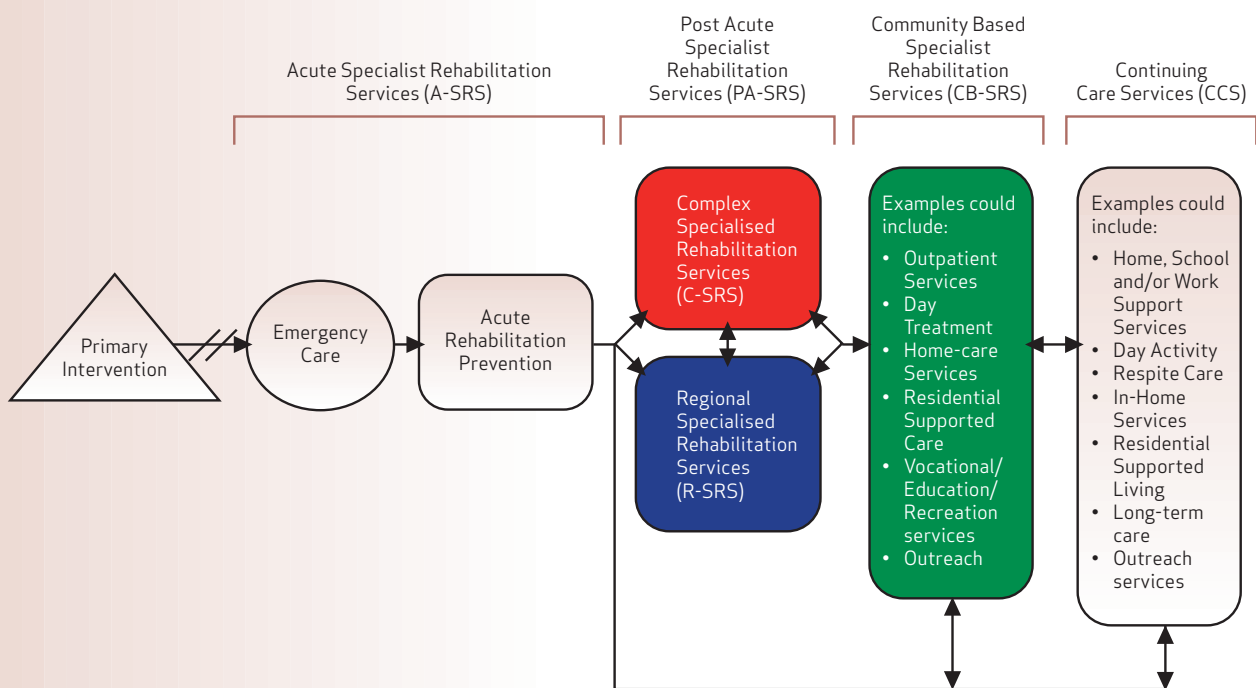 Acute Specialist Rehabilitation
Services (A-SRS)
Post Acute
Specialist
Rehabilitation
Services (PA-SRS)
Community Based
Specialist
Rehabilitation
Services (CB-SRS)
Continuing
Care Services (CCS)
Primary
Intervention
Emergency
Care
Acute
Rehabilitation
Prevention
Complex
Specialised
Rehabilitation
Services
(C-SRS)
Regional
Specialised
Rehabilitation
Services
(R-SRS)
Examples could
include:
• Outpatient
Services
• Day
Treatment
• Home-care
Services
• Residential
Supported
Care
• Vocational/
Education/
Recreation
services
• Outreach
Examples could
include:
• Home, School
and/or Work
Support
Services
• Day Activity
• Respite Care
• In-Home
Services
• Residential
Supported
Living
• Long-term
care
• Outreach
services